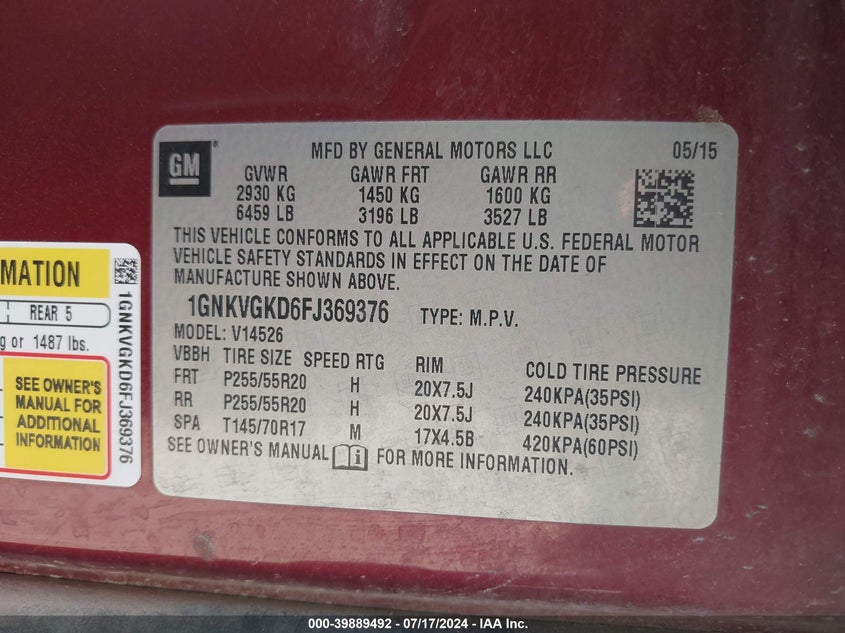 GM
®
MFD BY GENERAL MOTORS LLC 05/15
GVWR GAWR FRT GAWR RR
2930 KG 1450 KG 1600 KG
6459 LB 3196 LB 3527 LB
THIS VEHICLE CONFORMS TO ALL APPLICABLE U.S. FEDERAL MOTOR
VEHICLE SAFETY STANDARDS IN EFFECT ON THE DATE OF
MANUFACTURE SHOWN ABOVE.
1GNKVGKD6FJ369376 TYPE: M.P.V.
MODEL: V14526
VBBH TIRE SIZE SPEED RTG RIM COLD TIRE PRESSURE
FRT P255/55R20 H 20X7.5J 240KPA(35PSI)
RR P255/55R20 H 20X7.5J 240KPA(35PSI)
SPA T145/70R17 M 17X4.5B 420KPA(60PSI)
SEE OWNER'S MANUAL i FOR MORE INFORMATION.
MATION
REAR 5
g or 1487 lbs.
SEE OWNER'S
MANUAL FOR
ADDITIONAL
INFORMATION
1GNKVGKD6FJ369376
000-39889492 - 07/17/2024 - IAA Inc.